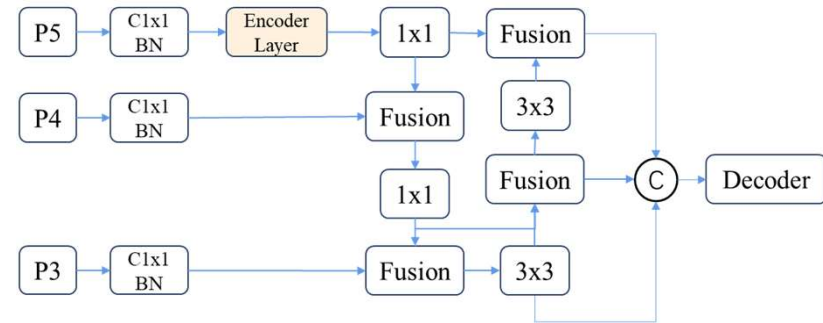 P5
C1x1
BN
Encoder
Layer
1x1
Fusion
P4
C1x1
BN
Fusion
3x3
1x1
Fusion
C
Decoder
P3
C1x1
BN
Fusion
3x3